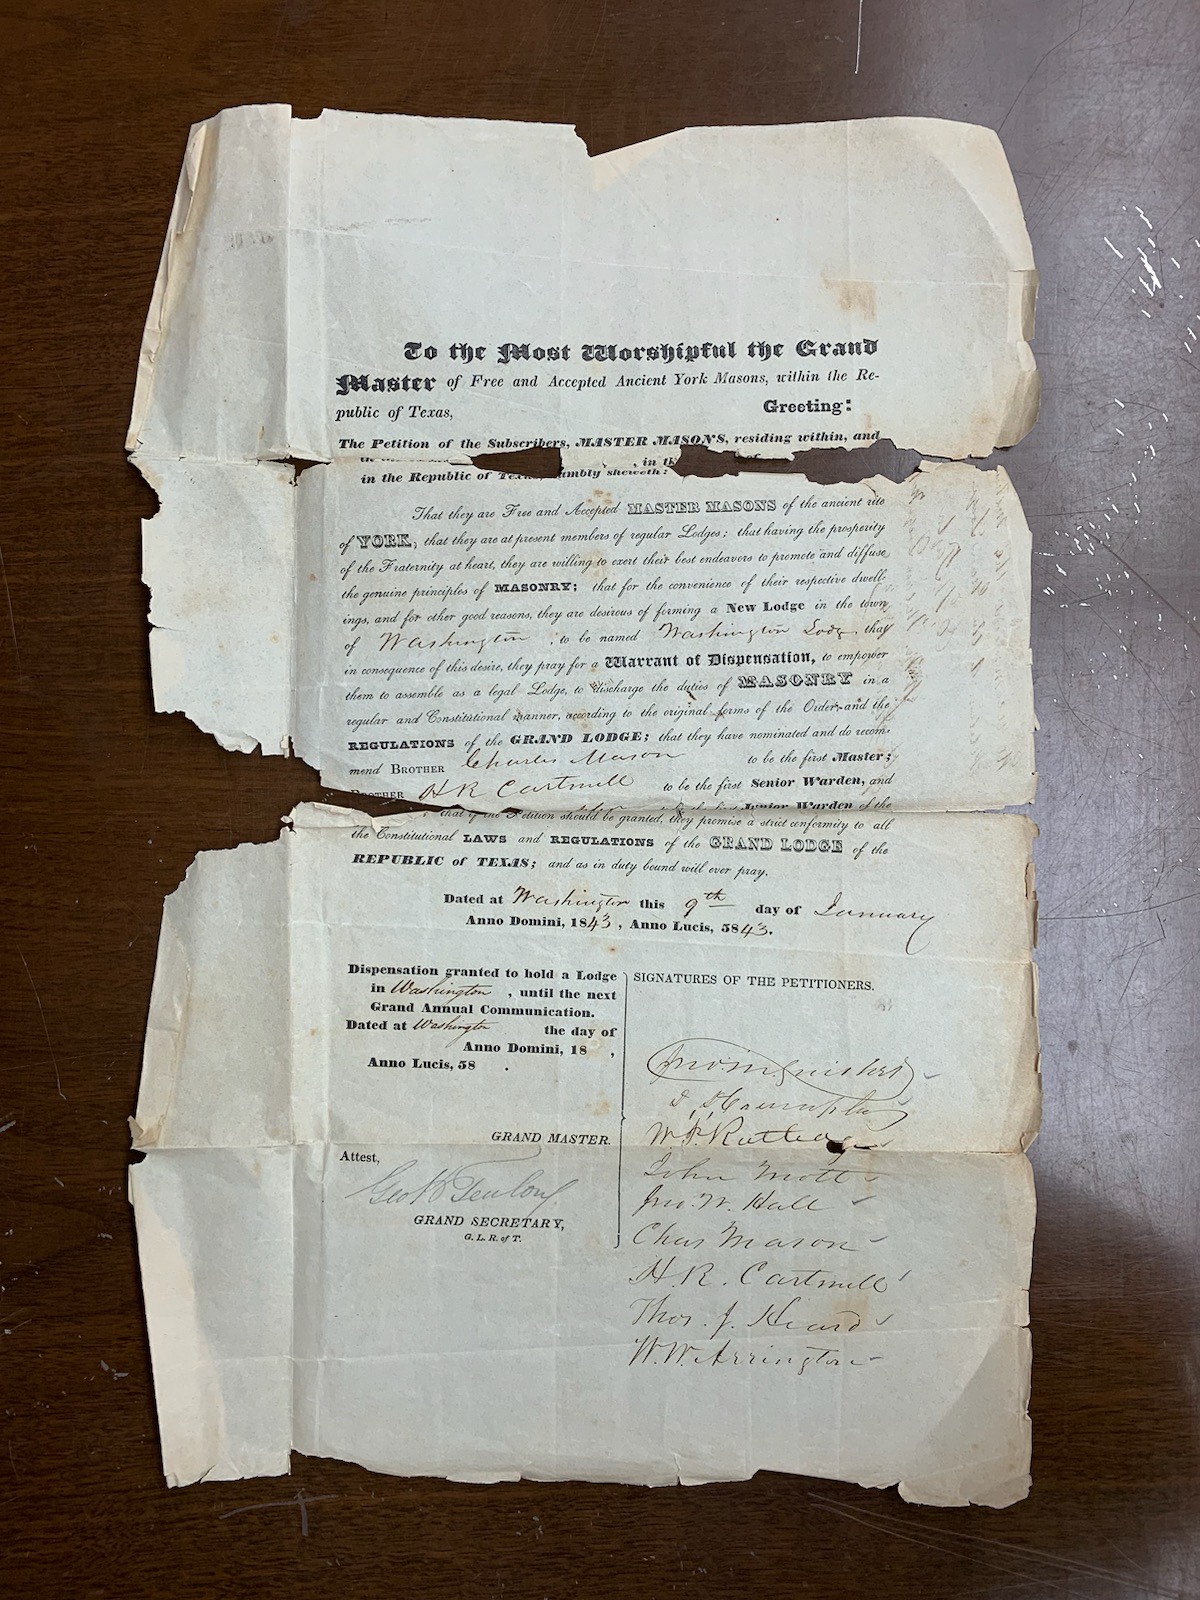 To the Most Worshipful the Grand
Master of Free and Accepted Ancient York Masons, within the Re-
public of Texas, Greeting:
The Petition of the Subscribers, MASTER MASONS, residing within, and
, in the of
in the Republic of Texas, humbly sheweth:
That they are Free and Accepted MASTER MASONS of the ancient rite
of YORK, that they are at present members of regular Lodges; that having the prosperity
of the Fraternity at heart, they are willing to exert their best endeavors to promote and diffuse
the genuine principles of MASONRY; that for the convenience of their respective dwell-
ings, and for other good reasons, they are desirous of forming a New Lodge in the town
of Washington , to be named Washington Lodge, that
in consequence of this desire, they pray for a Warrant of Dispensation, to empower
them to assemble as a legal Lodge, to discharge the duties of MASONRY in a
regular and Constitutional manner, according to the original forms of the Order, and the
REGULATIONS of the GRAND LODGE; that they have nominated and do recom-
mend BROTHER Charles Mason to be the first Master;
BROTHER H R Cartmell to be the first Senior Warden, and
to be the first Junior Warden of the
that if the Petition should be granted, they promise a strict conformity to all
the Constitutional LAWS and REGULATIONS of the GRAND LODGE of the
REPUBLIC of TEXAS; and as in duty bound will ever pray.
Dated at Washington this 9th day of January
Anno Domini, 1843, Anno Lucis, 5843.
Dispensation granted to hold a Lodge
in Washington , until the next
Grand Annual Communication.
Dated at Washington the day of
Anno Domini, 18 ,
Anno Lucis, 58 .
GRAND MASTER.
Attest,
Geo K Teulon
GRAND SECRETARY,
G. L. R. of T.
SIGNATURES OF THE PETITIONERS.
W. P. Rutledge
John Mott
Jno. W. Hall
Chas Mason
H. R. Cartmell
Thos. J. Heard
W. W. Arrington